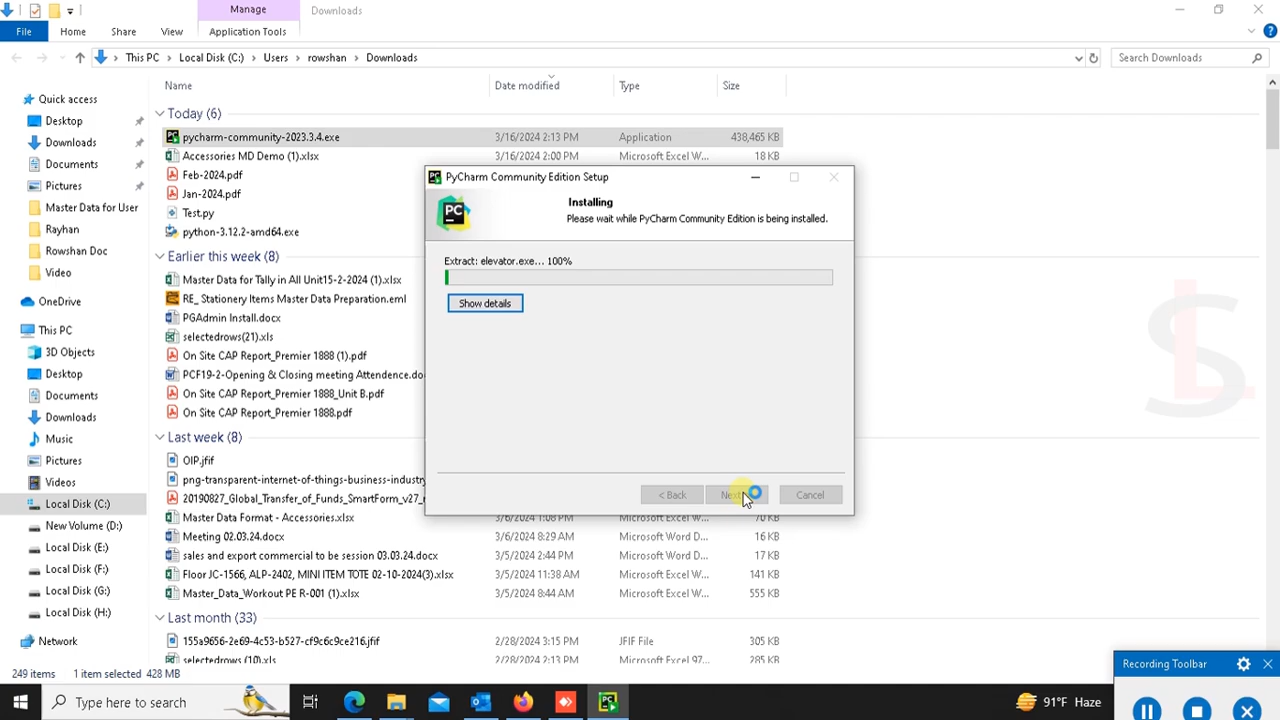 Manage
Downloads
File
Home
Share
View
Application Tools
This PC
Local Disk (C:)
Users
rowshan
Downloads
Search Downloads
Name
Date modified
Type
Size
Quick access
Desktop
Downloads
Documents
Pictures
Master Data for User
Rayhan
Rowshan Doc
Video
OneDrive
This PC
3D Objects
Desktop
Documents
Downloads
Music
Pictures
Videos
Local Disk (C:)
New Volume (D:)
Local Disk (E:)
Local Disk (F:)
Local Disk (G:)
Local Disk (H:)
Network
Today (6)
pycharm-community-2023.3.4.exe 3/16/2024 2:13 PM Application 438,465 KB
Accessories MD Demo (1).xlsx 3/16/2024 2:00 PM Microsoft Excel W... 18 KB
Feb-2024.pdf
Jan-2024.pdf
Test.py
python-3.12.2-amd64.exe
Earlier this week (8)
Master Data for Tally in All Unit15-2-2024 (1).xlsx
RE_ Stationery Items Master Data Preparation.eml
PGAdmin Install.docx
selectedrows(21).xls
On Site CAP Report_Premier 1888 (1).pdf
PCF19-2-Opening & Closing meeting Attendence.do
On Site CAP Report_Premier 1888_Unit B.pdf
On Site CAP Report_Premier 1888.pdf
Last week (8)
OIP.jfif
png-transparent-internet-of-things-business-industry
20190827_Global_Transfer_of_Funds_SmartForm_v27_
Master Data Format - Accessories.xlsx 3/6/2024 1:08 PM Microsoft Excel W... 70 KB
Meeting 02.03.24.docx 3/6/2024 8:29 AM Microsoft Word D... 16 KB
sales and export commercial to be session 03.03.24.docx 3/5/2024 2:44 PM Microsoft Word D... 17 KB
Floor JC-1566, ALP-2402, MINI ITEM TOTE 02-10-2024(3).xlsx 3/5/2024 11:38 AM Microsoft Excel W... 141 KB
Master_Data_Workout PE R-001 (1).xlsx 3/5/2024 8:44 AM Microsoft Excel W... 555 KB
Last month (33)
155a9656-2e69-4c53-b527-cf9c6c9ce216.jfif 2/28/2024 3:15 PM JFIF File 305 KB
selectedrows (10).xls 2/28/2024 2:13 PM Microsoft Excel 97... 285 KB
PyCharm Community Edition Setup
PC
Installing
Please wait while PyCharm Community Edition is being installed.
Extract: elevator.exe... 100%
Show details
< Back
Next
Cancel
SL
249 items 1 item selected 428 MB
Recording Toolbar
Type here to search
PC
91°F Haze